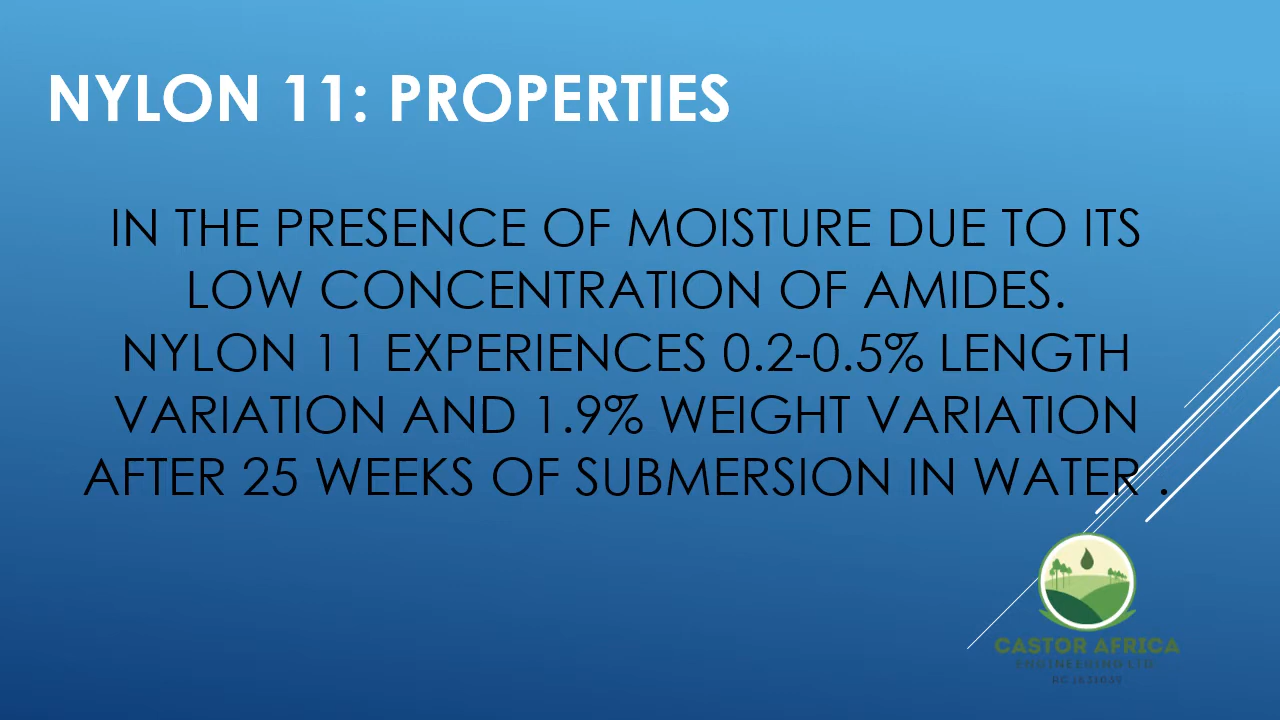 NYLON 11: PROPERTIES
IN THE PRESENCE OF MOISTURE DUE TO ITS
LOW CONCENTRATION OF AMIDES.
NYLON 11 EXPERIENCES 0.2-0.5% LENGTH
VARIATION AND 1.9% WEIGHT VARIATION
AFTER 25 WEEKS OF SUBMERSION IN WATER .
CASTOR AFRICA
ENGINEERING LTD